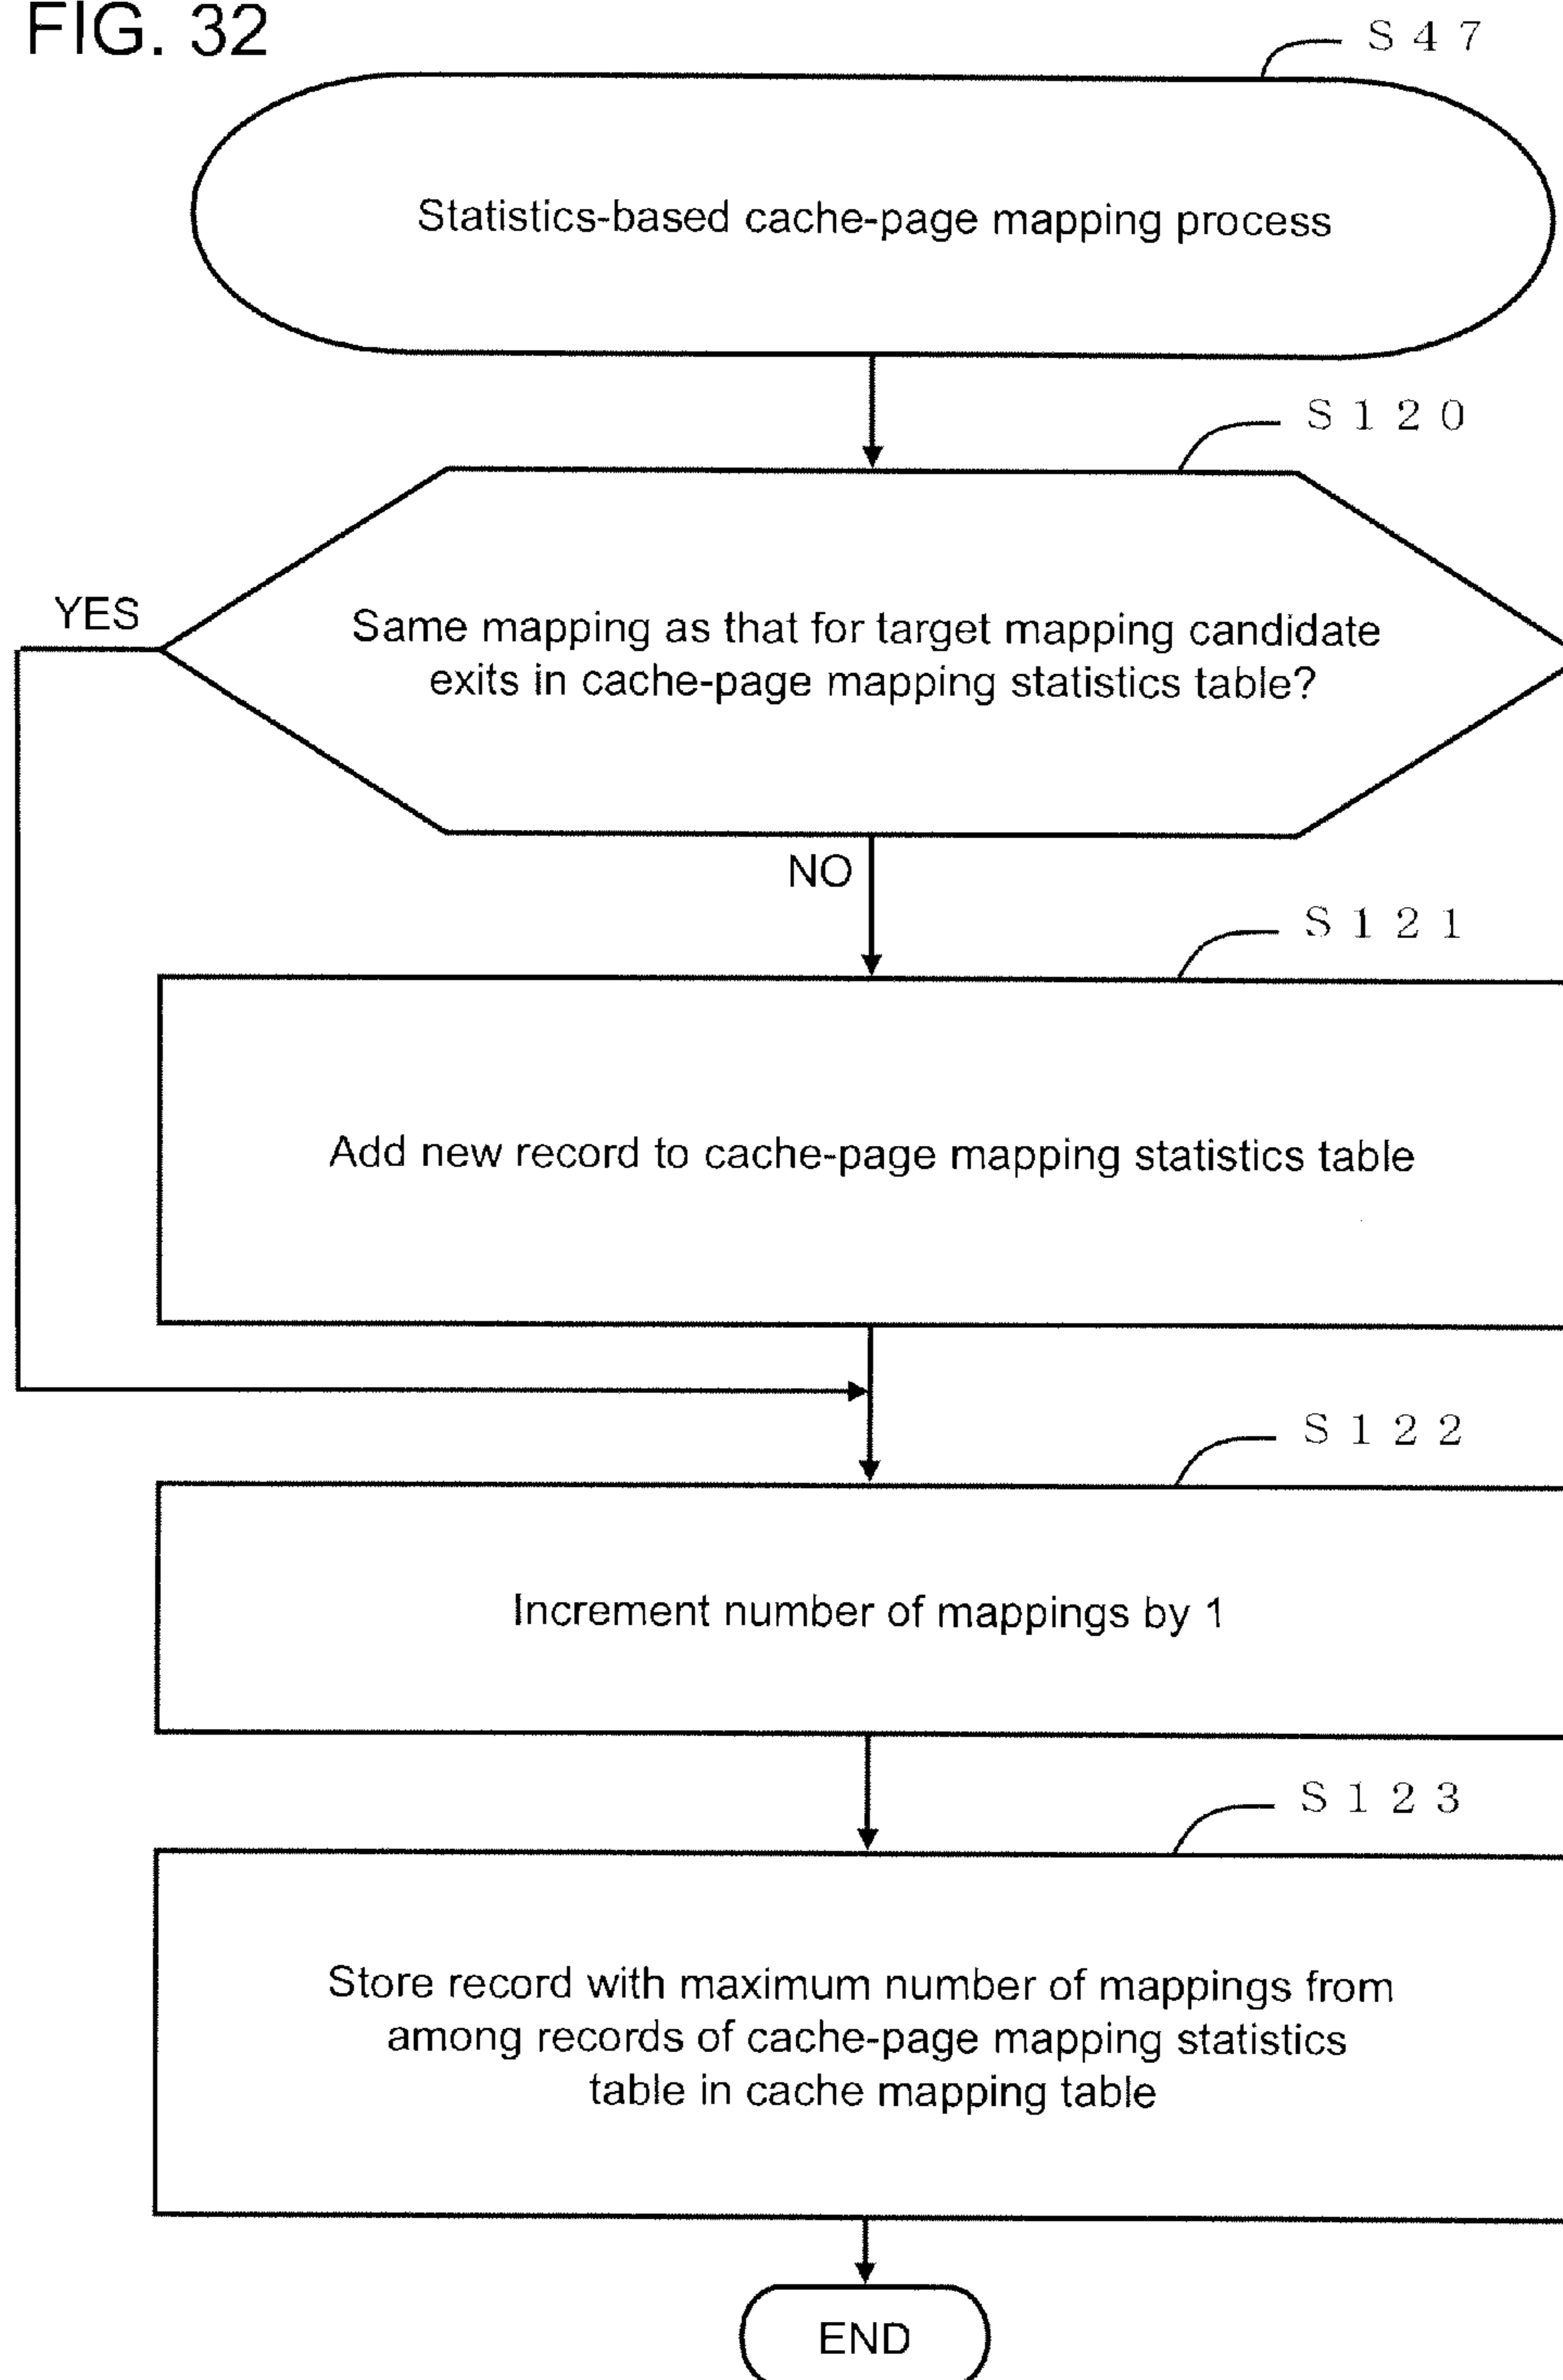 FIG. 32
S47
Statistics-based cache-page mapping process
S120
YES
Same mapping as that for target mapping candidate
exits in cache-page mapping statistics table?
NO
S121
Add new record to cache-page mapping statistics table
S122
Increment number of mappings by 1
S123
Store record with maximum number of mappings from
among records of cache-page mapping statistics
table in cache mapping table
END